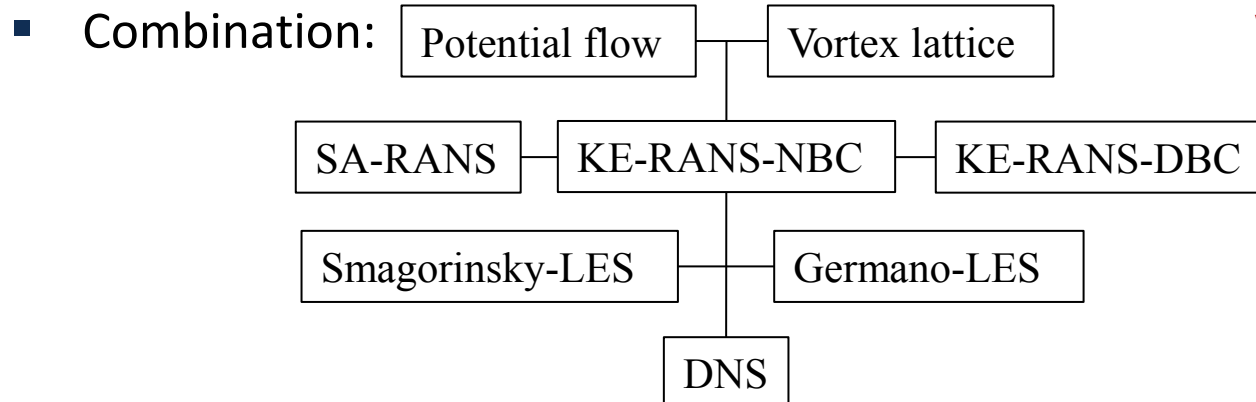 ▪ Combination:
Potential flow Vortex lattice
SA-RANS KE-RANS-NBC KE-RANS-DBC
Smagorinsky-LES Germano-LES
DNS